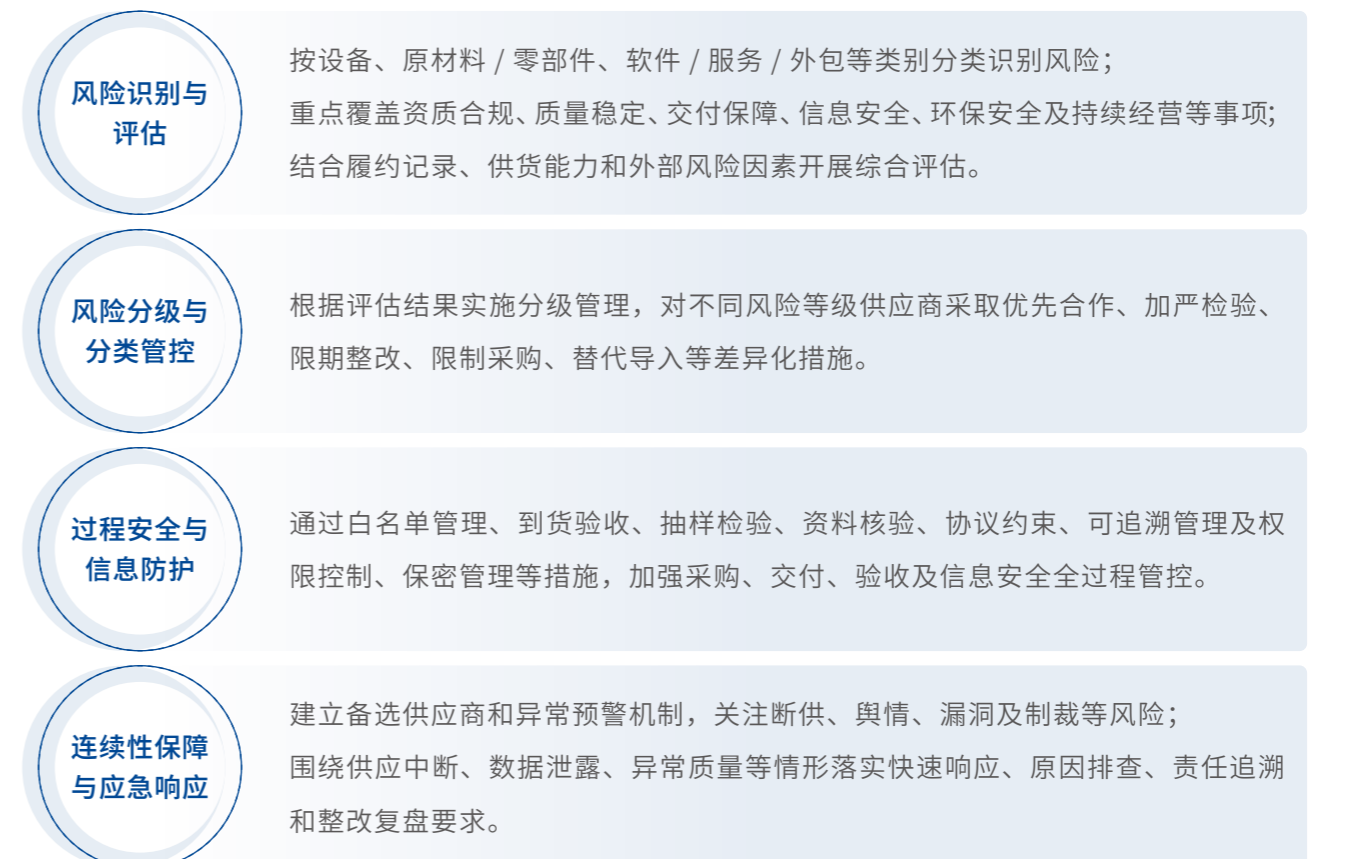 风险识别与
评估
按设备、原材料 / 零部件、软件 / 服务 / 外包等类别分类识别风险；
重点覆盖资质合规、质量稳定、交付保障、信息安全、环保安全及持续经营等事项；
结合履约记录、供货能力和外部风险因素开展综合评估。
风险分级与
分类管控
根据评估结果实施分级管理，对不同风险等级供应商采取优先合作、加严检验、
限期整改、限制采购、替代导入等差异化措施。
过程安全与
信息防护
通过白名单管理、到货验收、抽样检验、资料核验、协议约束、可追溯管理及权
限控制、保密管理等措施，加强采购、交付、验收及信息安全全过程管控。
连续性保障
与应急响应
建立备选供应商和异常预警机制，关注断供、舆情、漏洞及制裁等风险；
围绕供应中断、数据泄露、异常质量等情形落实快速响应、原因排查、责任追溯
和整改复盘要求。